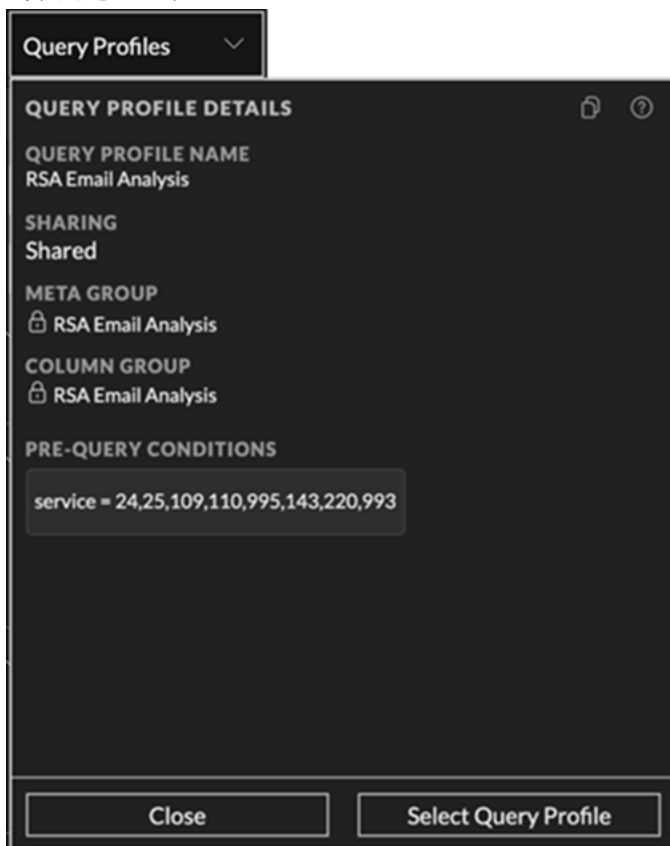 Query Profiles
QUERY PROFILE DETAILS
QUERY PROFILE NAME
RSA Email Analysis
SHARING
Shared
META GROUP
RSA Email Analysis
COLUMN GROUP
RSA Email Analysis
PRE-QUERY CONDITIONS
service = 24,25,109,110,995,143,220,993
Close
Select Query Profile